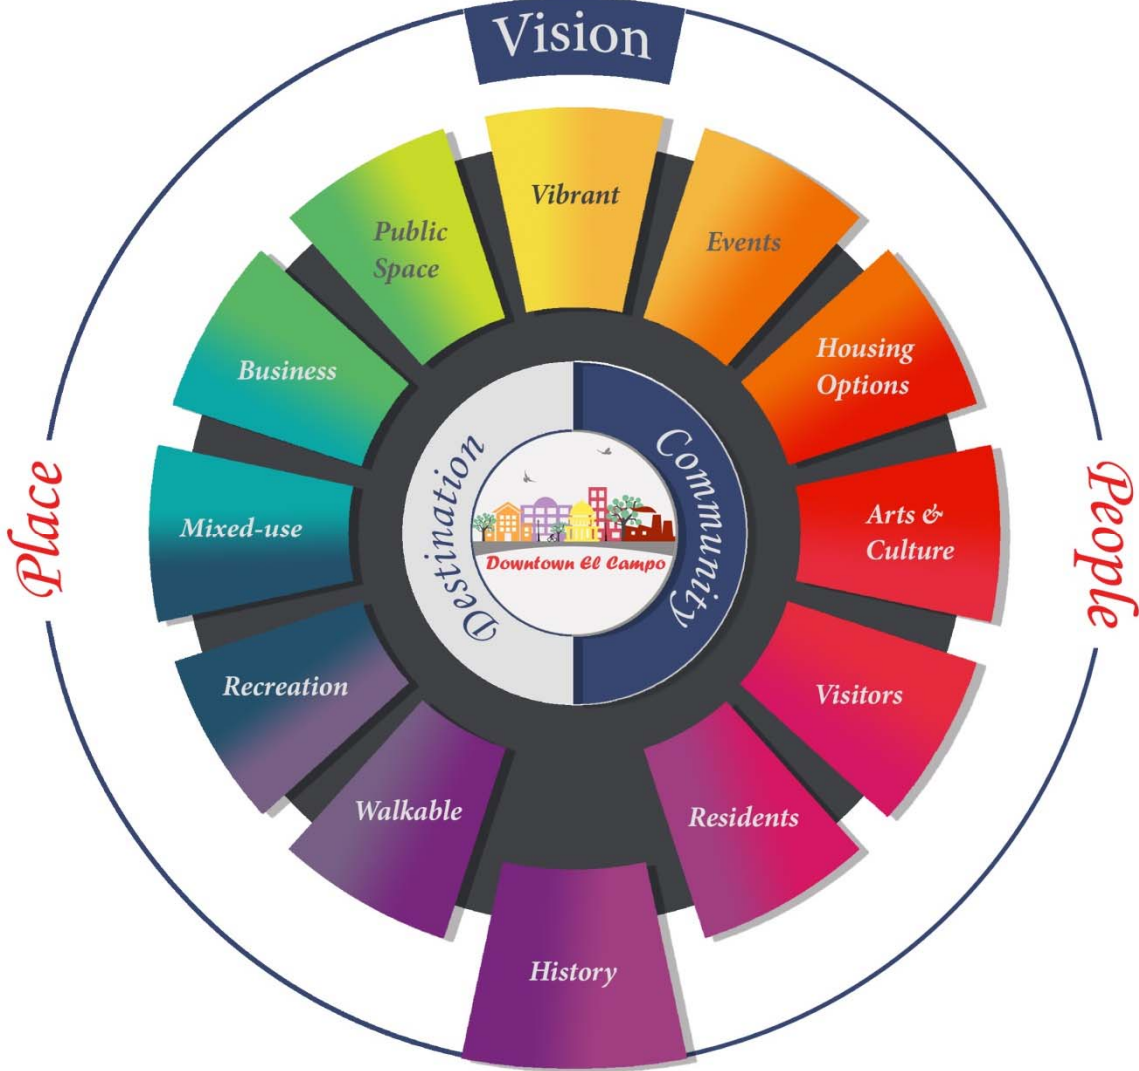 Vision
Vibrant
Events
Housing
Options
Arts &
Culture
Visitors
Residents
History
Walkable
Recreation
Mixed-use
Business
Public
Space
Place
People
Destination
Community
Downtown El Campo